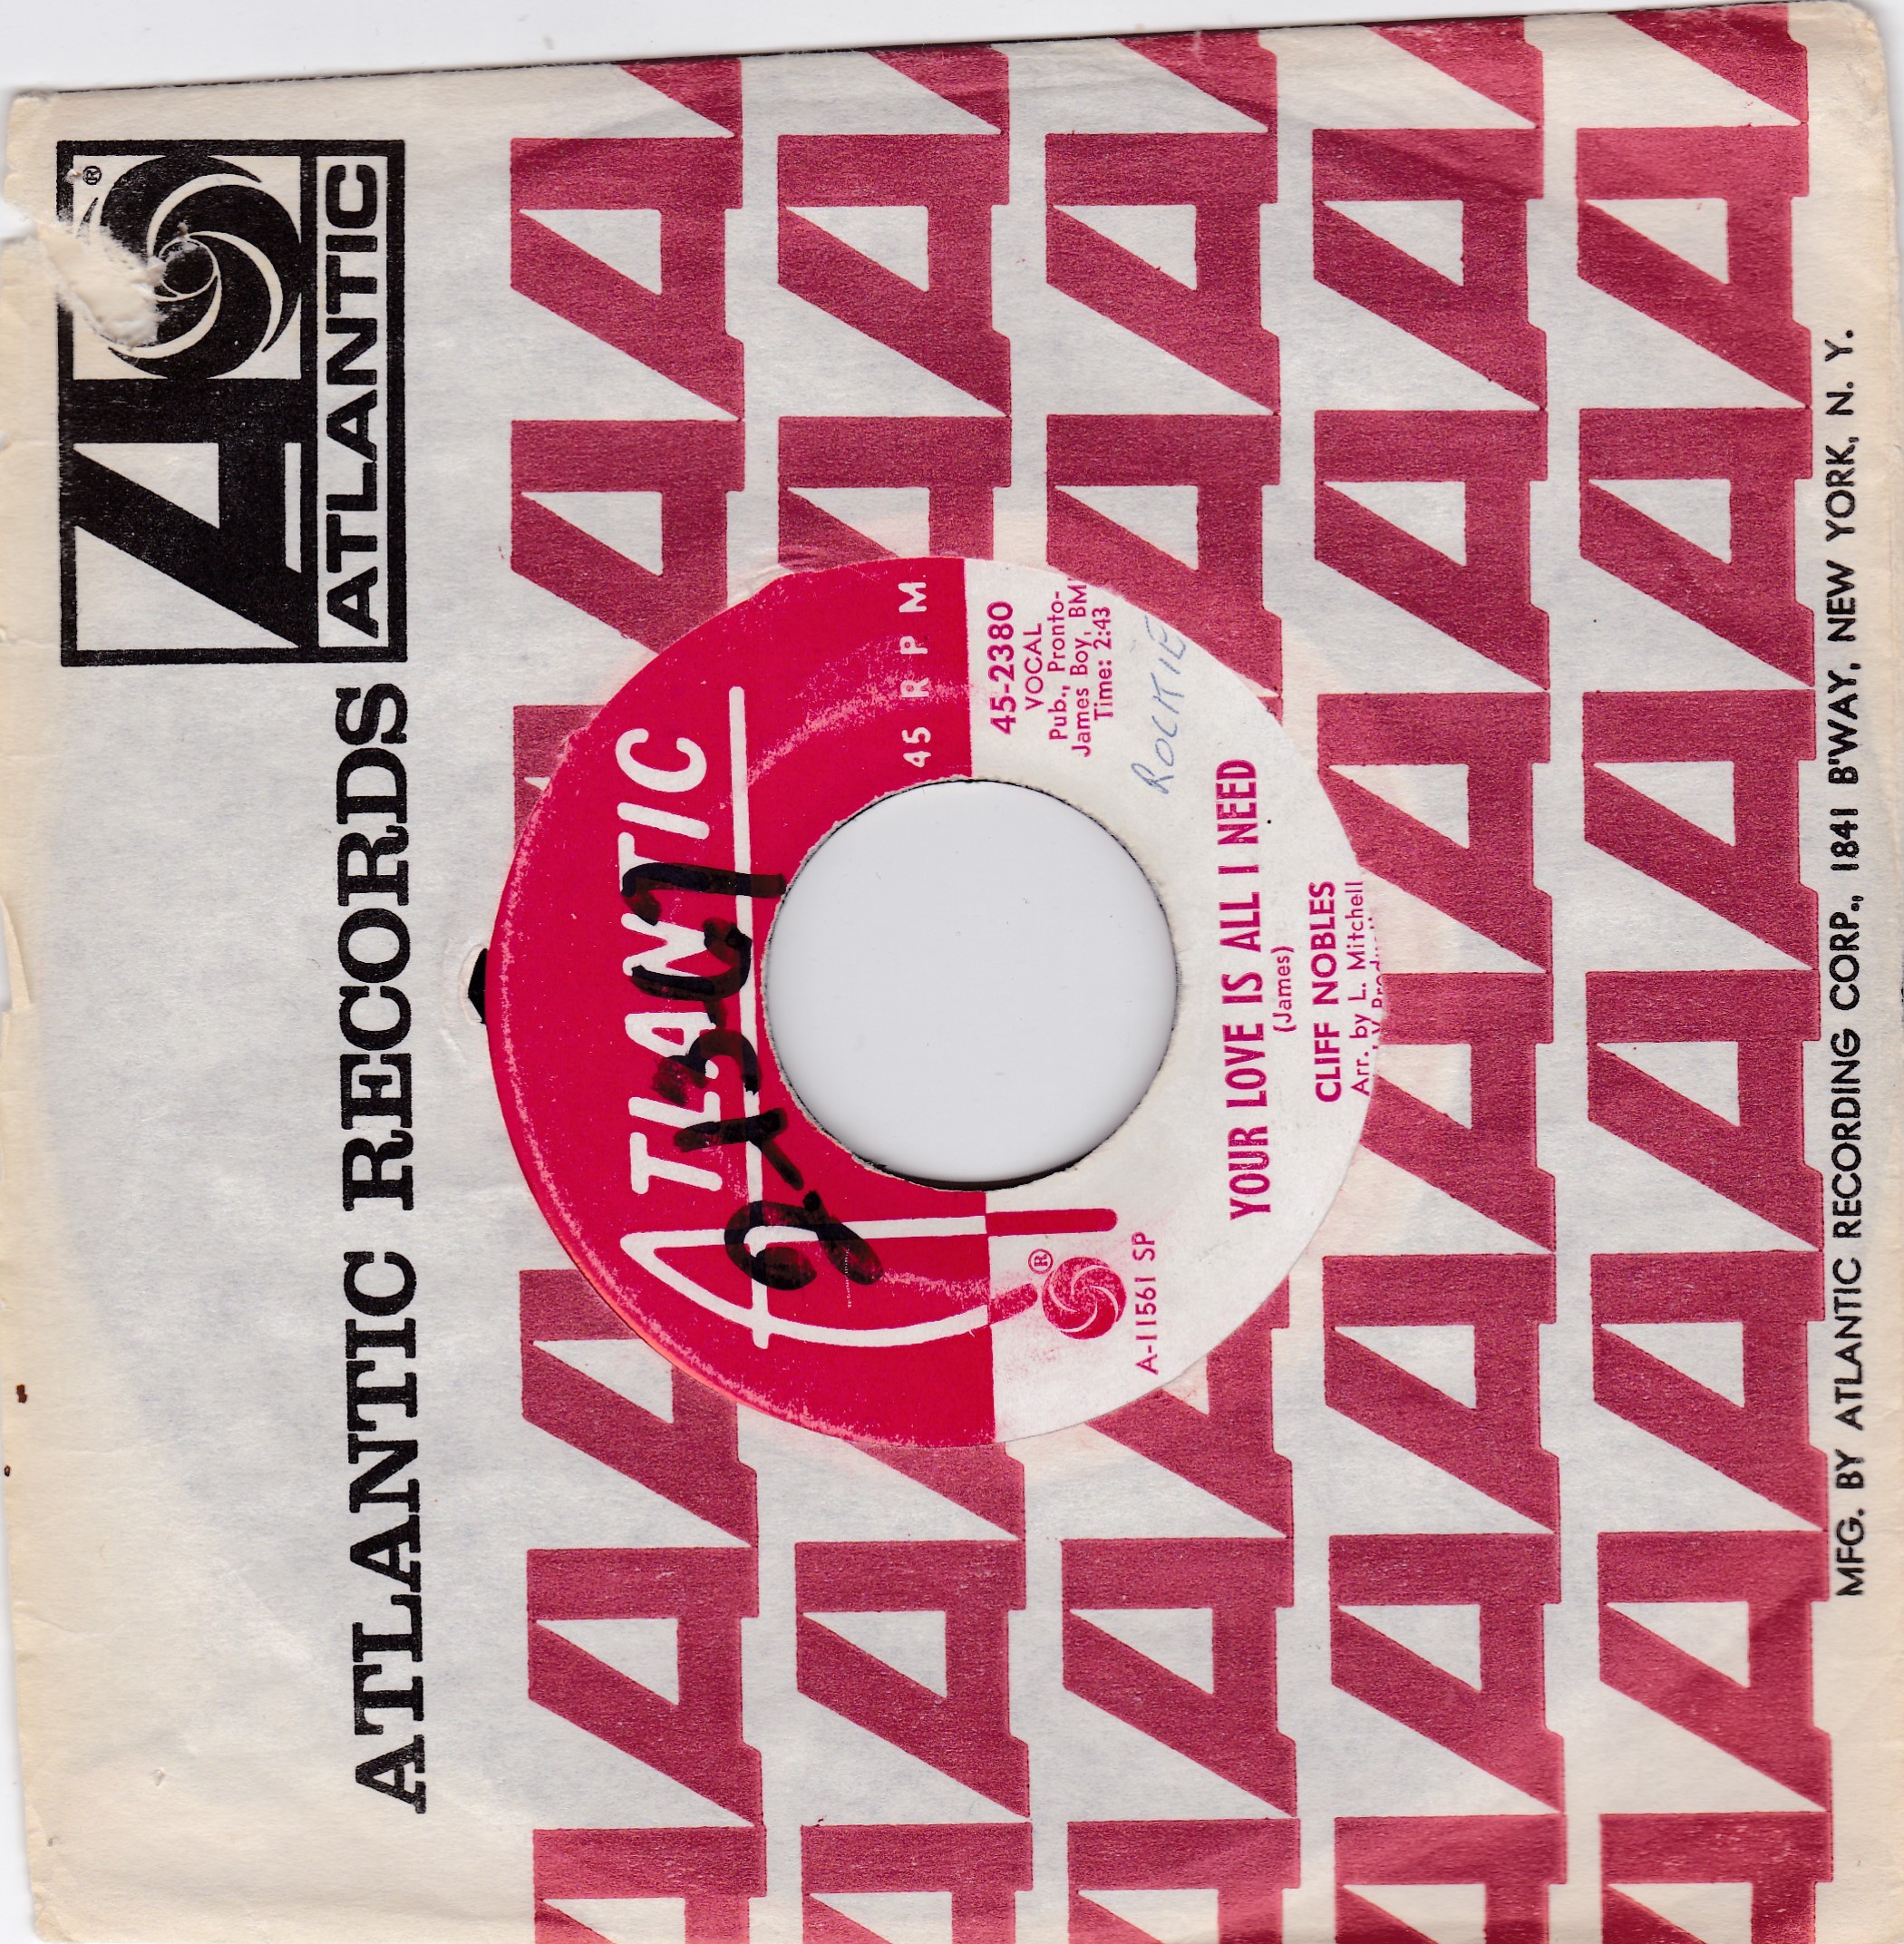 ®
ATLANTIC
ATLANTIC RECORDS
ATLANTIC
45 RPM
45-2380
VOCAL
Pub., Pronto-
James Boy, BM
Time: 2:43
ROCKIE
®
A-11561 SP
YOUR LOVE IS ALL I NEED
(James)
CLIFF NOBLES
Arr. by L. Mitchell
MFG. BY ATLANTIC RECORDING CORP., 1841 B'WAY, NEW YORK, N. Y.